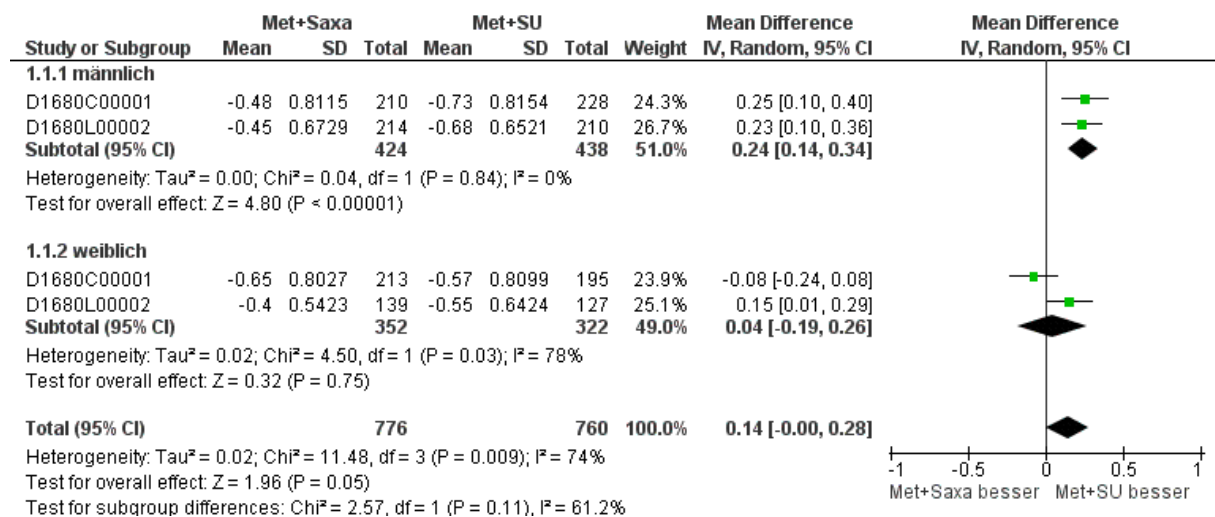 Met+Saxa Met+SU Mean Difference Mean Difference
Study or Subgroup Mean SD Total Mean SD Total Weight IV, Random, 95% CI IV, Random, 95% CI
1.1.1 männlich
D1680C00001 -0.48 0.8115 210 -0.73 0.8154 228 24.3% 0.25 [0.10, 0.40]
D1680L00002 -0.45 0.6729 214 -0.68 0.6521 210 26.7% 0.23 [0.10, 0.36]
Subtotal (95% CI) 424 438 51.0% 0.24 [0.14, 0.34]
Heterogeneity: Tau² = 0.00; Chi² = 0.04, df = 1 (P = 0.84); I² = 0%
Test for overall effect: Z = 4.80 (P < 0.00001)
1.1.2 weiblich
D1680C00001 -0.65 0.8027 213 -0.57 0.8099 195 23.9% -0.08 [-0.24, 0.08]
D1680L00002 -0.4 0.5423 139 -0.55 0.6424 127 25.1% 0.15 [0.01, 0.29]
Subtotal (95% CI) 352 322 49.0% 0.04 [-0.19, 0.26]
Heterogeneity: Tau² = 0.02; Chi² = 4.50, df = 1 (P = 0.03); I² = 78%
Test for overall effect: Z = 0.32 (P = 0.75)
Total (95% CI) 776 760 100.0% 0.14 [-0.00, 0.28]
Heterogeneity: Tau² = 0.02; Chi² = 11.48, df = 3 (P = 0.009); I² = 74%
Test for overall effect: Z = 1.96 (P = 0.05)
Test for subgroup differences: Chi² = 2.57, df = 1 (P = 0.11), I² = 61.2%
-1 -0.5 0 0.5 1
Met+Saxa besser Met+SU besser